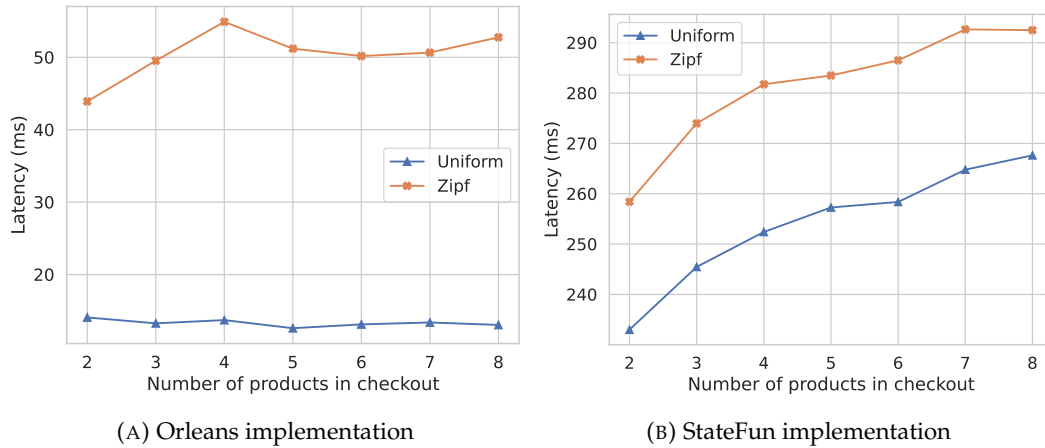 50
40
30
20
Latency (ms)
Uniform
Zipf
2 3 4 5 6 7 8
Number of products in checkout
(A) Orleans implementation
Uniform
Zipf
290
280
270
260
250
240
Latency (ms)
2 3 4 5 6 7 8
Number of products in checkout
(B) StateFun implementation